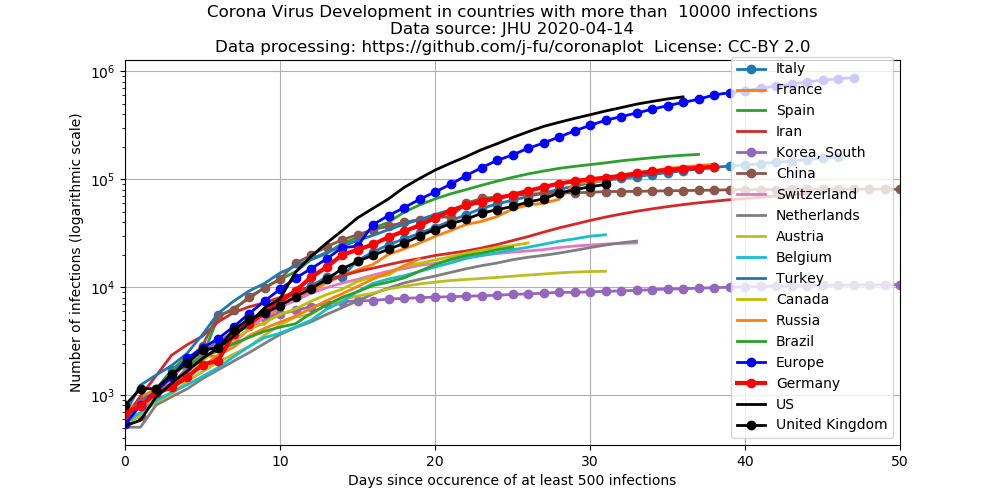 Corona Virus Development in countries with more than  10000 infections
Data source: JHU 2020-04-14
Data processing: https://github.com/j-fu/coronaplot  License: CC-BY 2.0
Number of infections (logarithmic scale)
10⁶
10⁵
10⁴
10³
Italy
France
Spain
Iran
Korea, South
China
Switzerland
Netherlands
Austria
Belgium
Turkey
Canada
Russia
Brazil
Europe
Germany
US
United Kingdom
0 10 20 30 40 50
Days since occurence of at least 500 infections